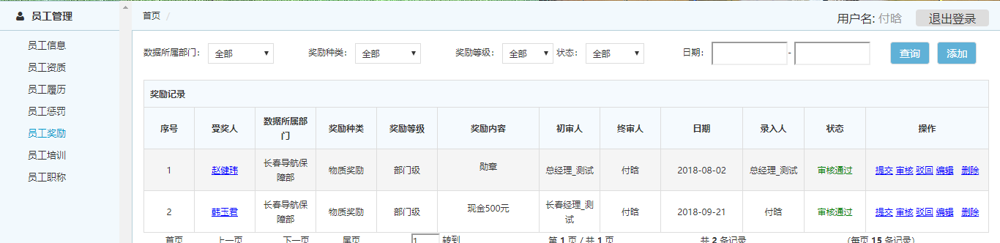 员工管理
首页 /
用户名: 付晗 退出登录
员工信息
员工资质
员工履历
员工惩罚
员工奖励
员工培训
员工职称
数据所属部门: 全部 奖励种类: 全部 奖励等级: 全部 状态: 全部 日期: - 查询 添加
奖励记录
序号 受奖人 数据所属部门 奖励种类 奖励等级 奖励内容 初审人 终审人 日期 录入人 状态 操作
1 赵健玮 长春导航保障部 物质奖励 部门级 勋章 总经理_测试 付晗 2018-08-02 总经理_测试 审核通过 提交 审核 驳回 编辑 删除
2 韩玉君 长春导航保障部 物质奖励 部门级 现金500元 长春经理_测试 付晗 2018-09-21 付晗 审核通过 提交 审核 驳回 编辑 删除
首页 上一页 下一页 尾页 1 转到 第 1 页 / 共 1 页 共 2 条记录 (每页 15 条记录)